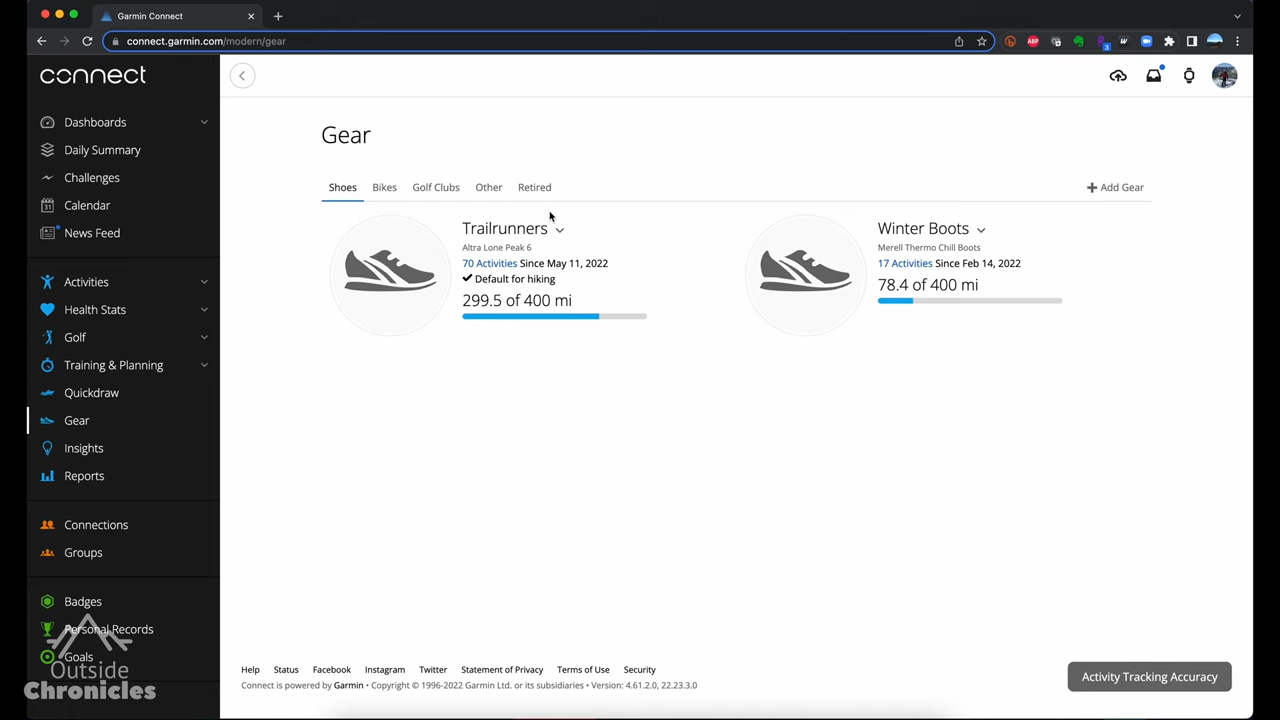 Garmin Connect
connect.garmin.com/modern/gear
3
connect
Dashboards
Daily Summary
Challenges
Calendar
News Feed
Activities
Health Stats
Golf
Training & Planning
Quickdraw
Gear
Insights
Reports
Connections
Groups
Badges
Personal Records
Goals
Outside
Chronicles
Gear
Shoes Bikes Golf Clubs Other Retired
Add Gear
Trailrunners
Altra Lone Peak 6
70 Activities Since May 11, 2022
Default for hiking
299.5 of 400 mi
Winter Boots
Merell Thermo Chill Boots
17 Activities Since Feb 14, 2022
78.4 of 400 mi
Help Status Facebook Instagram Twitter Statement of Privacy Terms of Use Security
Connect is powered by Garmin • Copyright © 1996-2022 Garmin Ltd. or its subsidiaries • Version: 4.61.2.0, 22.23.3.0
Activity Tracking Accuracy